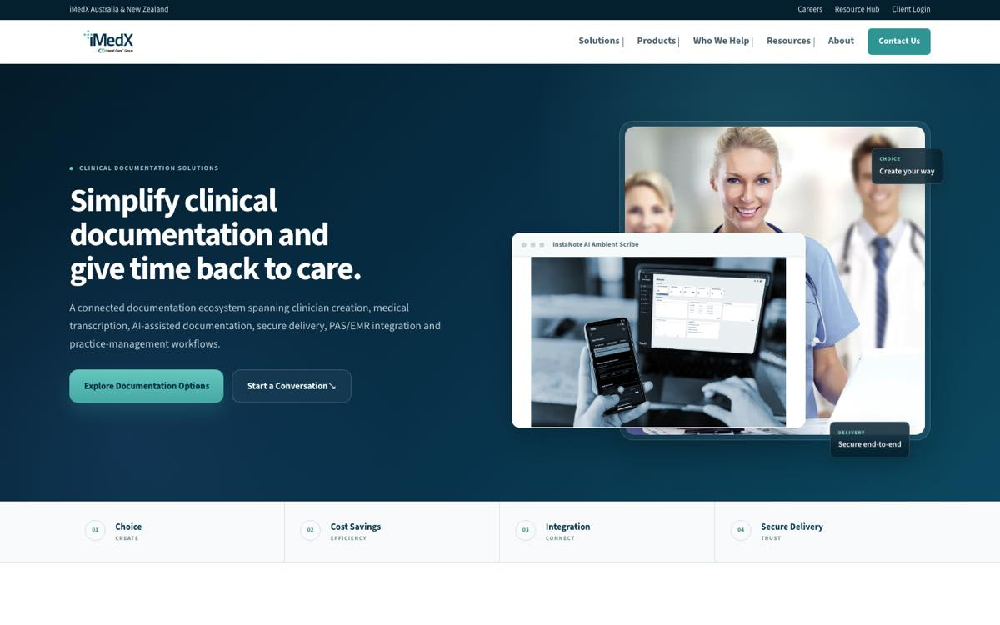 iMedX Australia & New Zealand
Careers
Resource Hub
Client Login
iMedX
Rapid Care Group
Solutions
Products
Who We Help
Resources
About
Contact Us
CLINICAL DOCUMENTATION SOLUTIONS
Simplify clinical
documentation and
give time back to care.
A connected documentation ecosystem spanning clinician creation, medical
transcription, AI-assisted documentation, secure delivery, PAS/EMR integration and
practice-management workflows.
Explore Documentation Options
Start a Conversation↘
CHOICE
Create your way
InstaNote AI Ambient Scribe
DELIVERY
Secure end-to-end
01
Choice
CREATE
02
Cost Savings
EFFICIENCY
03
Integration
CONNECT
04
Secure Delivery
TRUST